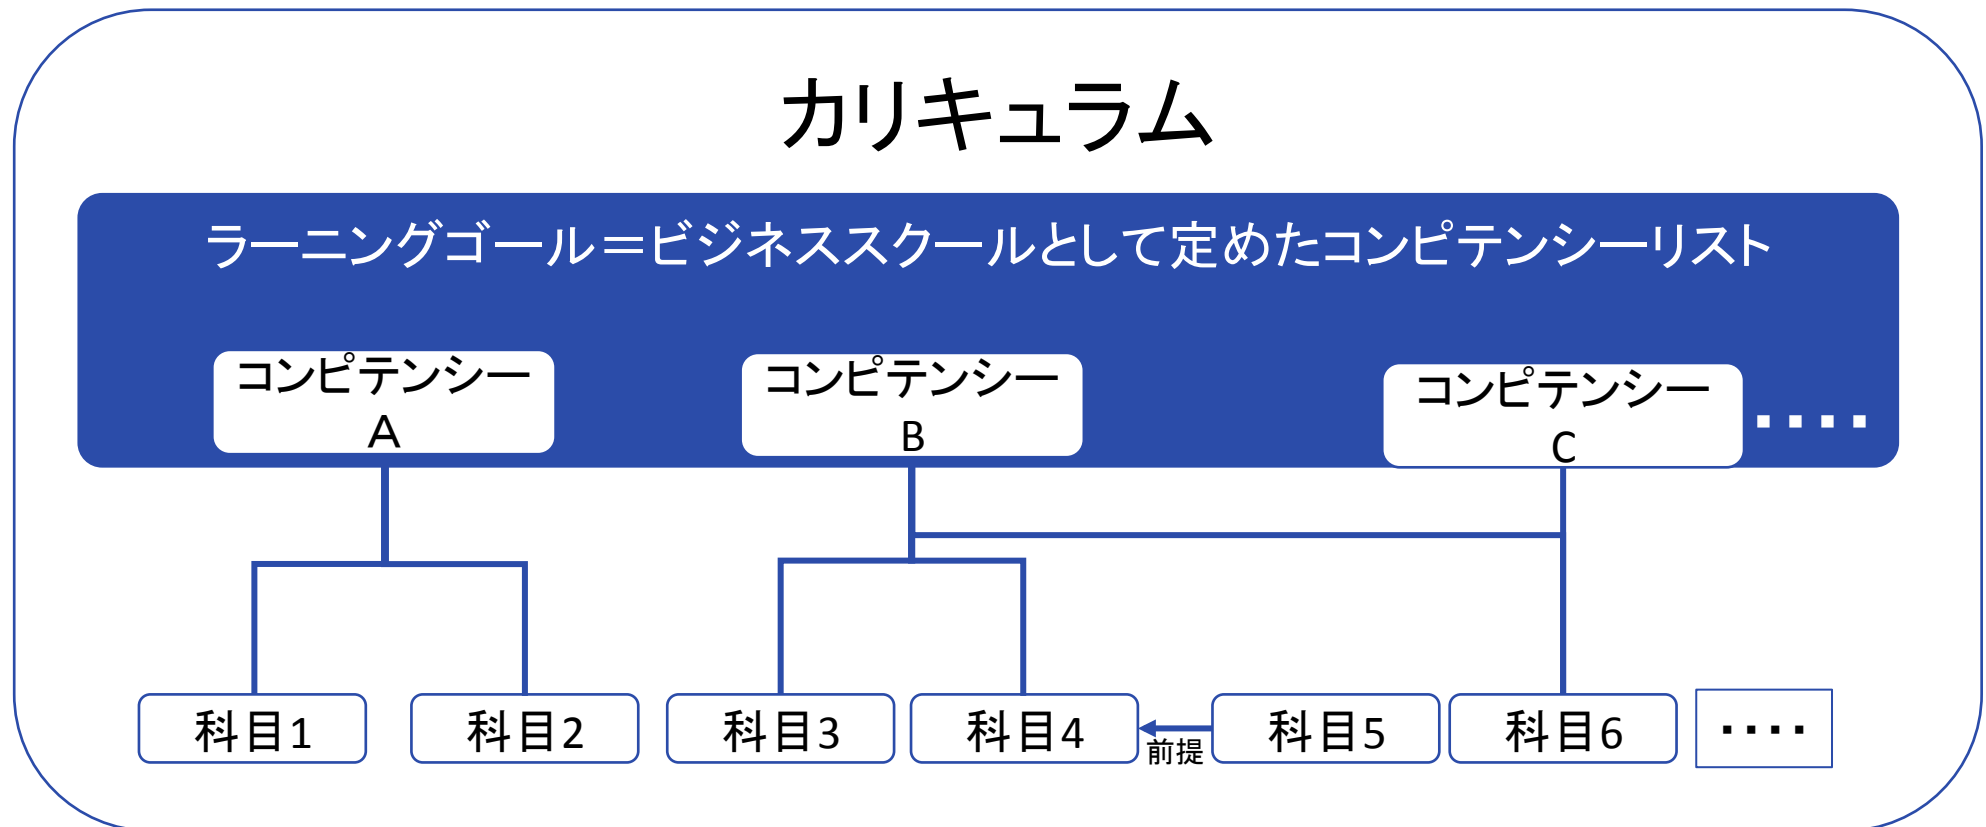 カリキュラム
ラーニングゴール＝ビジネススクールとして定めたコンピテンシーリスト
コンピテンシー
A
コンピテンシー
B
コンピテンシー
C
・・・・
科目1
科目2
科目3
科目4
前提
科目5
科目6
・・・・